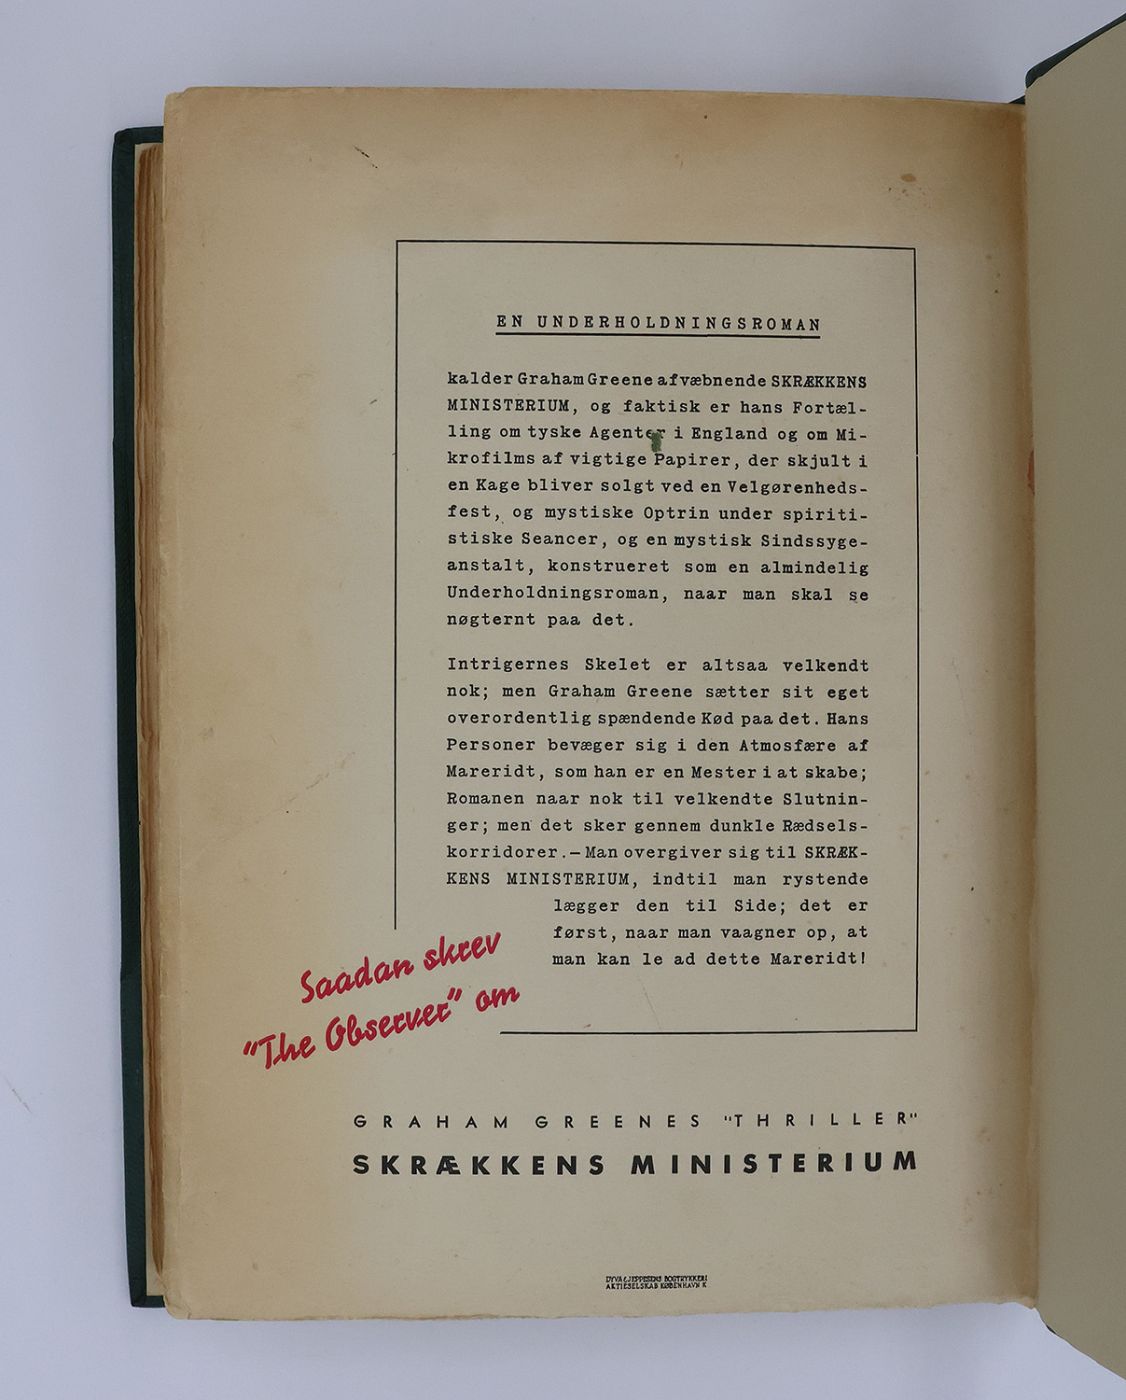 EN UNDERHOLDNINGSROMAN
kalder Graham Greene afvæbnende SKRÆKKENS
MINISTERIUM, og faktisk er hans Fortæl-
ling om tyske Agenter i England og om Mi-
krofilms af vigtige Papirer, der skjult i
en Kage bliver solgt ved en Velgørenheds-
fest, og mystiske Optrin under spiriti-
stiske Seancer, og en mystisk Sindssyge-
anstalt, konstrueret som en almindelig
Underholdningsroman, naar man skal se
nøgternt paa det.
Intrigernes Skelet er altsaa velkendt
nok; men Graham Greene sætter sit eget
overordentlig spændende Kød paa det. Hans
Personer bevæger sig i den Atmosfære af
Mareridt, som han er en Mester i at skabe;
Romanen naar nok til velkendte Slutnin-
ger; men det sker gennem dunkle Rædsels-
korridorer.—Man overgiver sig til SKRÆK-
KENS MINISTERIUM, indtil man rystende
lægger den til Side; det er
først, naar man vaagner op, at
man kan le ad dette Mareridt!
Saadan skrev
"The Observer" om
GRAHAM GREENES "THRILLER"
SKRÆKKENS MINISTERIUM
DYVA & JEPPESENS BOGTRYKKERI
AKTIESELSKAB KØBENHAVN K